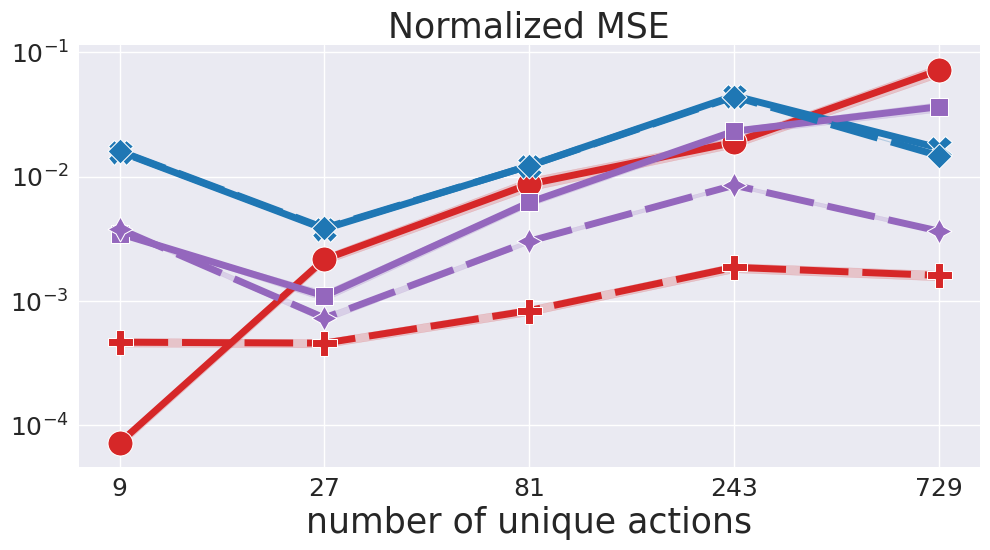 Normalized MSE
10⁻¹
10⁻²
10⁻³
10⁻⁴
9 27 81 243 729
number of unique actions